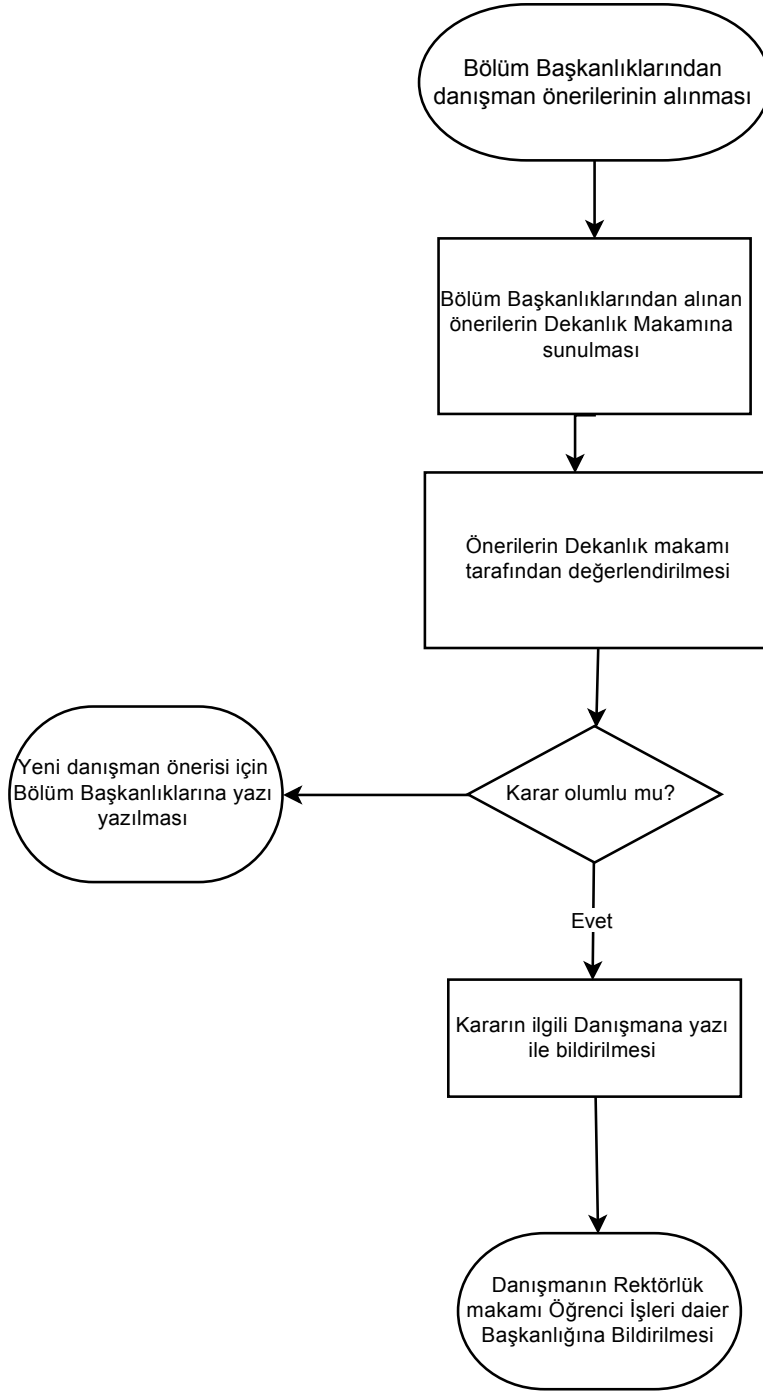 Bölüm Başkanlıklarından
danışman önerilerinin alınması
Bölüm Başkanlıklarından alınan
önerilerin Dekanlık Makamına
sunulması
Önerilerin Dekanlık makamı
tarafından değerlendirilmesi
Karar olumlu mu?
Yeni danışman önerisi için
Bölüm Başkanlıklarına yazı
yazılması
Evet
Kararın ilgili Danışmana yazı
ile bildirilmesi
Danışmanın Rektörlük
makamı Öğrenci İşleri daier
Başkanlığına Bildirilmesi